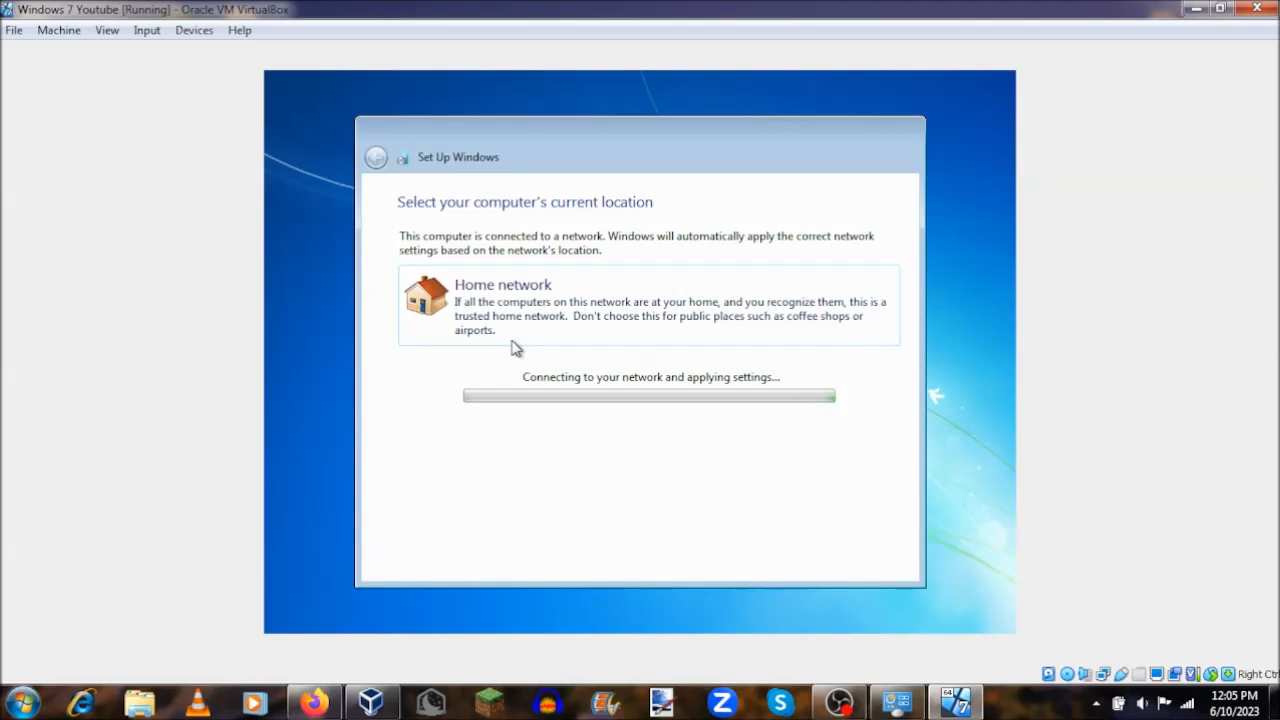 Windows 7 Youtube [Running] - Oracle VM VirtualBox
File Machine View Input Devices Help
Set Up Windows
Select your computer's current location
This computer is connected to a network. Windows will automatically apply the correct network
settings based on the network's location.
Home network
If all the computers on this network are at your home, and you recognize them, this is a
trusted home network. Don't choose this for public places such as coffee shops or
airports.
Connecting to your network and applying settings...
Right Ctrl
64
7
12:05 PM
6/10/2023